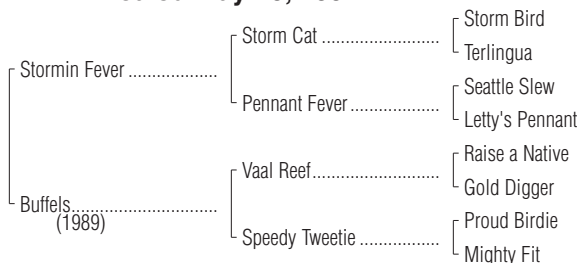 Storm Bird
Storm Cat
Terlingua
Stormin Fever
Seattle Slew
Pennant Fever
Letty's Pennant
Raise a Native
Vaal Reef
Gold Digger
Buffels
(1989)
Proud Birdie
Speedy Tweetie
Mighty Fit